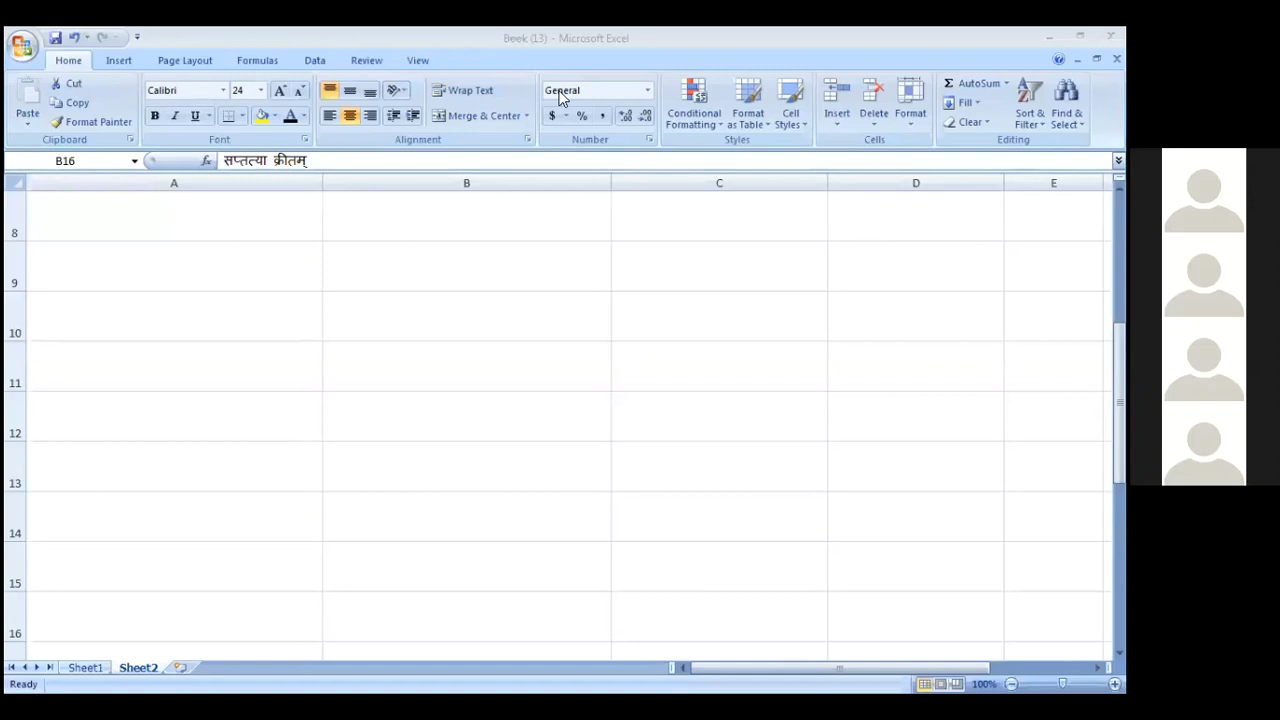 Beek (13) - Microsoft Excel
Home Insert Page Layout Formulas Data Review View
Cut
Copy
Format Painter
Paste
Clipboard
Calibri 24
B I U
Font
Wrap Text
Merge & Center
Alignment
General
$ % ,
Number
Conditional Formatting
Format as Table
Cell Styles
Styles
Insert Delete Format
Cells
Σ AutoSum
Fill
Clear
Sort & Filter
Find & Select
Editing
B16 fx सप्तत्या क्रीतम्
A B C D E
8
9
10
11
12
13
14
15
16
Sheet1 Sheet2
Ready 100%